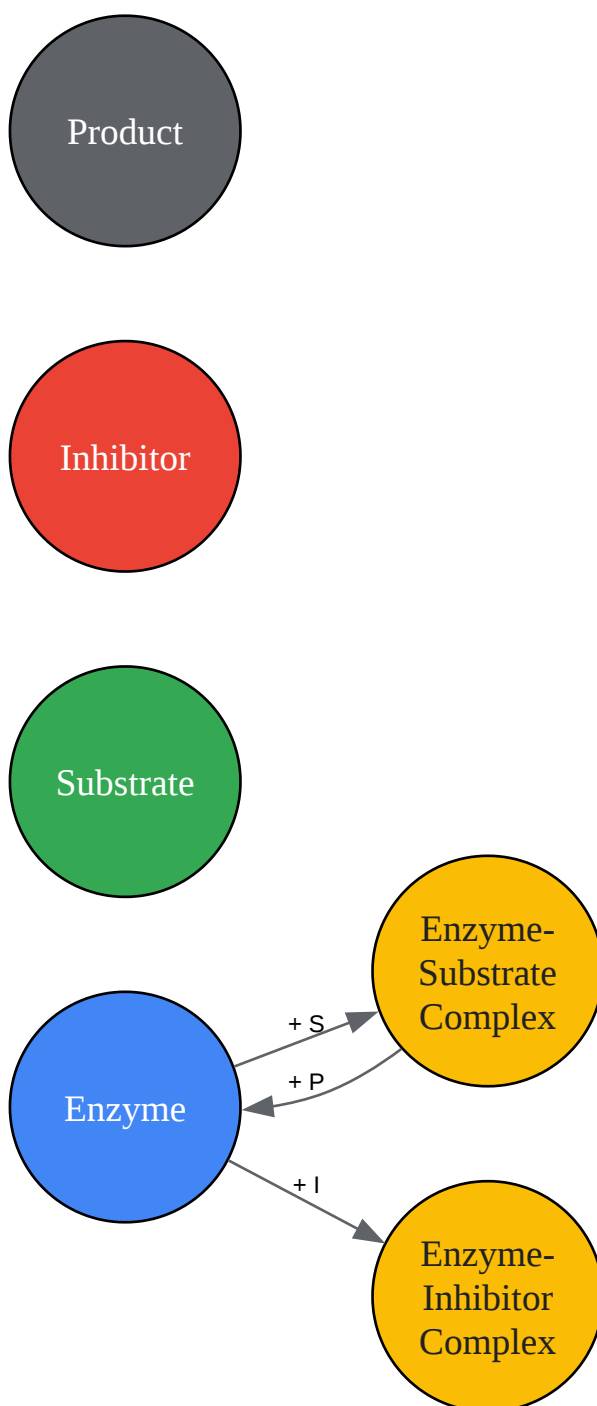 Product
Inhibitor
Substrate
Enzyme-
Substrate
Complex
+ S
+ P
Enzyme
+ I
Enzyme-
Inhibitor
Complex